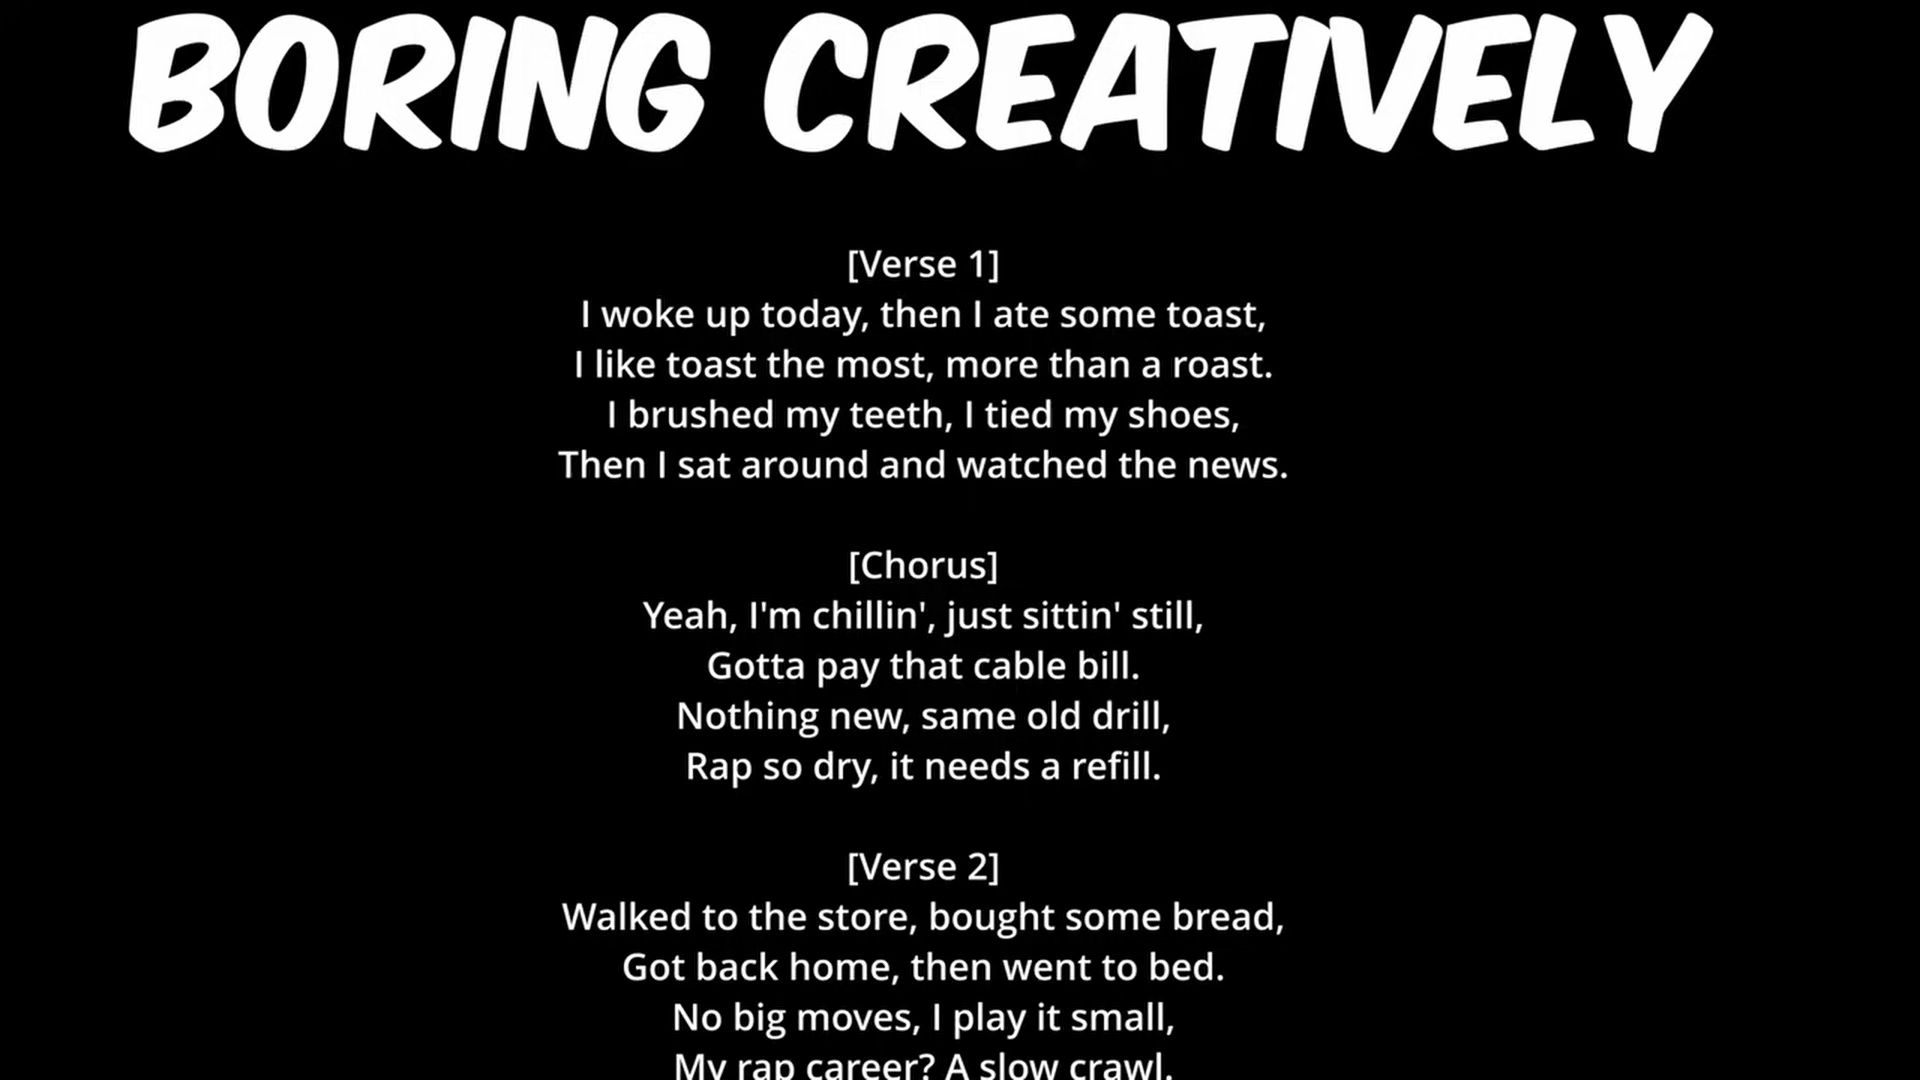 BORING CREATIVELY
[Verse 1]
I woke up today, then I ate some toast,
I like toast the most, more than a roast.
I brushed my teeth, I tied my shoes,
Then I sat around and watched the news.
[Chorus]
Yeah, I'm chillin', just sittin' still,
Gotta pay that cable bill.
Nothing new, same old drill,
Rap so dry, it needs a refill.
[Verse 2]
Walked to the store, bought some bread,
Got back home, then went to bed.
No big moves, I play it small,
My rap career? A slow crawl.